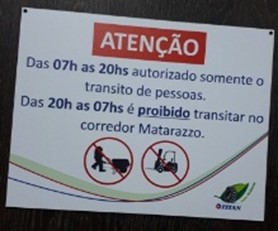 ATENÇÃO
Das 07h as 20hs autorizado somente o
transito de pessoas.
Das 20h as 07hs é proibido transitar no
corredor Matarazzo.